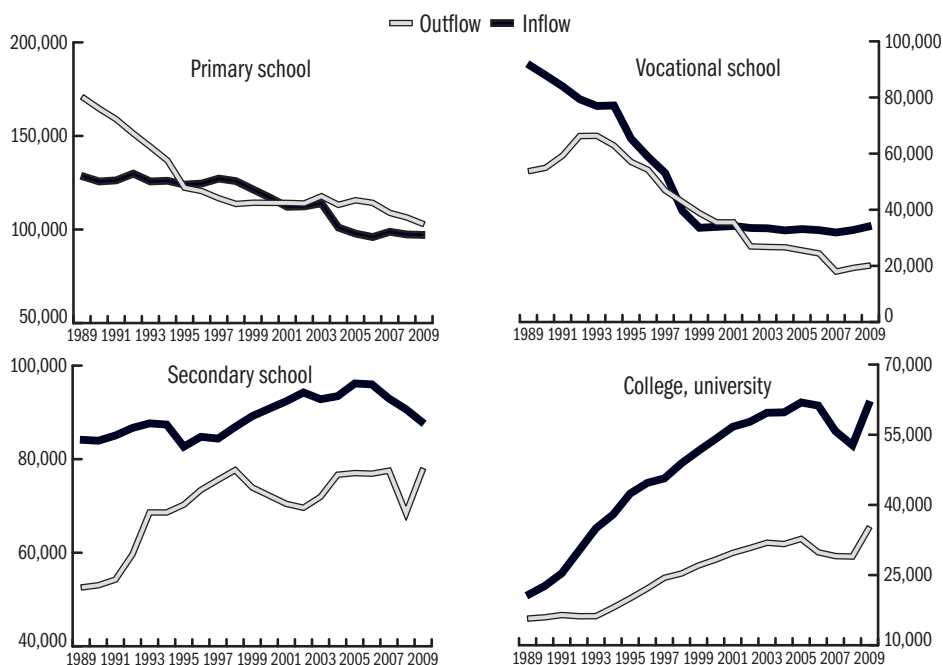 Outflow Inflow
200,000
150,000
100,000
50,000
Primary school
1989 1991 1993 1995 1997 1999 2001 2003 2005 2007 2009
100,000
80,000
60,000
40,000
20,000
0
Vocational school
1989 1991 1993 1995 1997 1999 2001 2003 2005 2007 2009
100,000
80,000
60,000
40,000
Secondary school
1989 1991 1993 1995 1997 1999 2001 2003 2005 2007 2009
70,000
55,000
40,000
25,000
10,000
College, university
1989 1991 1993 1995 1997 1999 2001 2003 2005 2007 2009